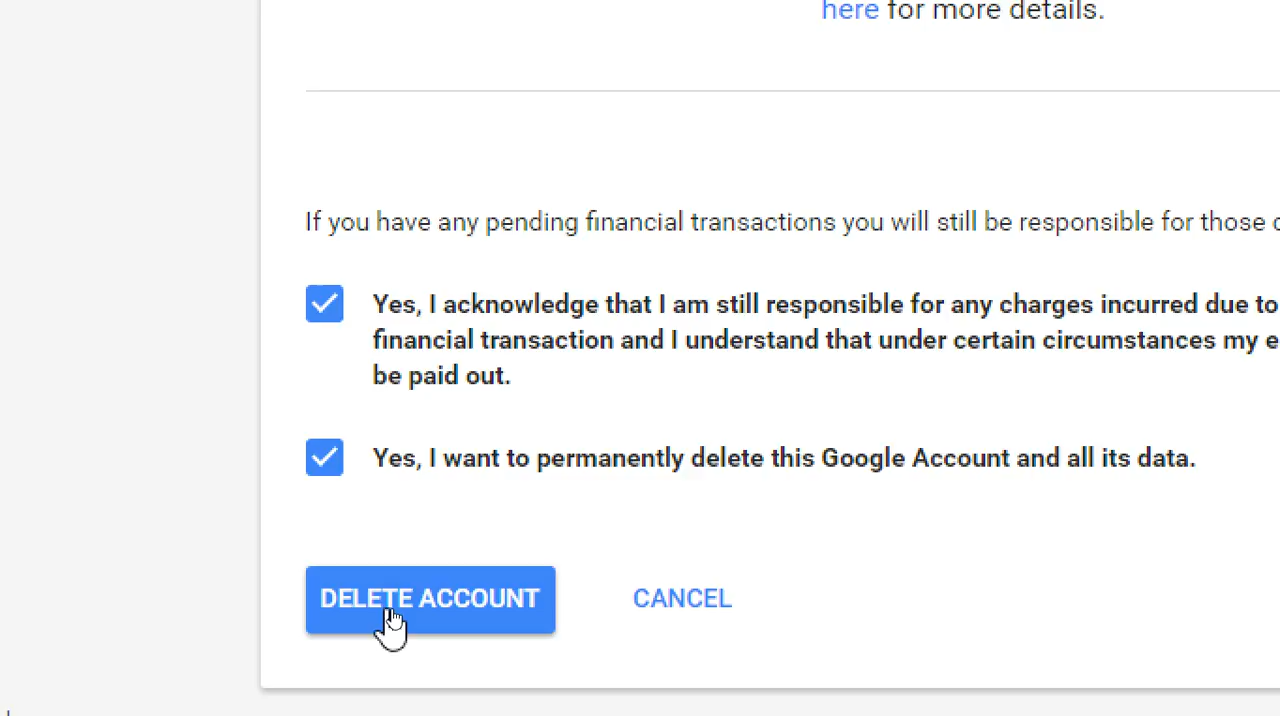 here for more details.
If you have any pending financial transactions you will still be responsible for those
Yes, I acknowledge that I am still responsible for any charges incurred due to
financial transaction and I understand that under certain circumstances my
be paid out.
Yes, I want to permanently delete this Google Account and all its data.
DELETE ACCOUNT
CANCEL